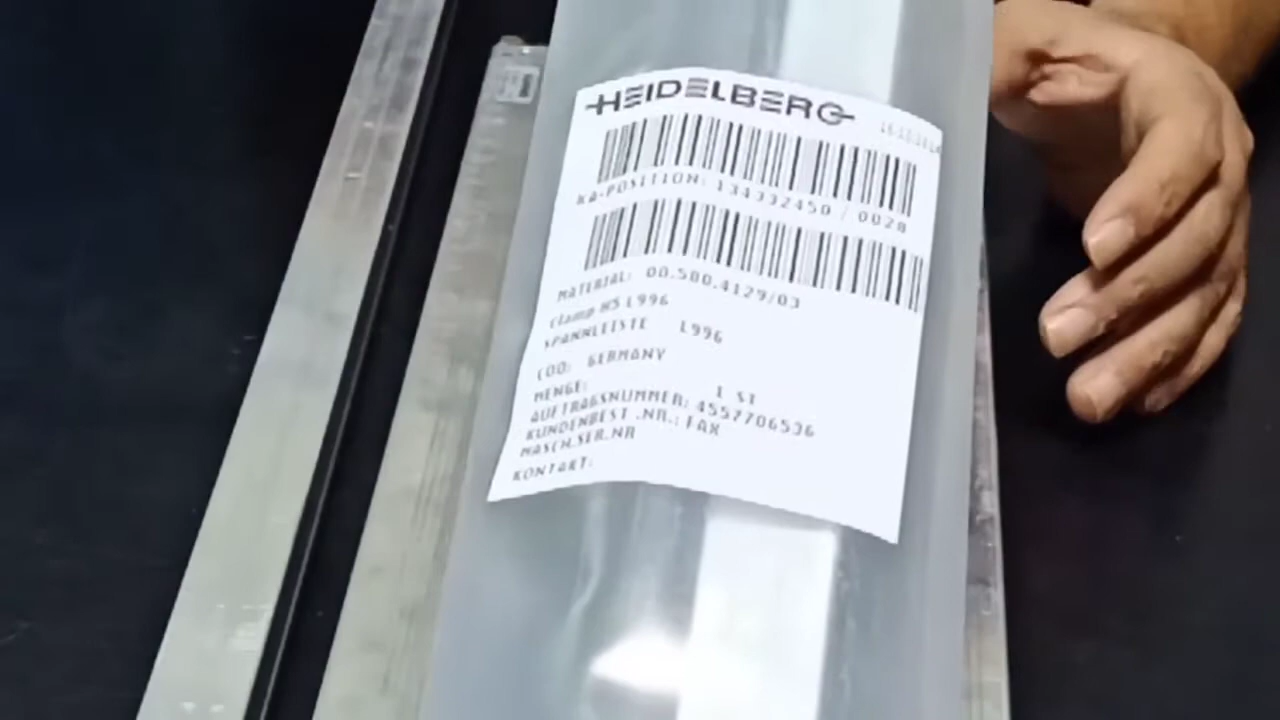 HEIDELBERG
KA-POSITION: 134332450 / 0028
MATERIAL: 00.580.4129/03
clamp HS L996
SPANNLEISTE L996
COO: GERMANY
MENGE: 1 ST
AUFTRAGSNUMMER: 4557706536
KUNDENBEST.NR.: FAX
MASCH.SER.NR
KONTAKT: